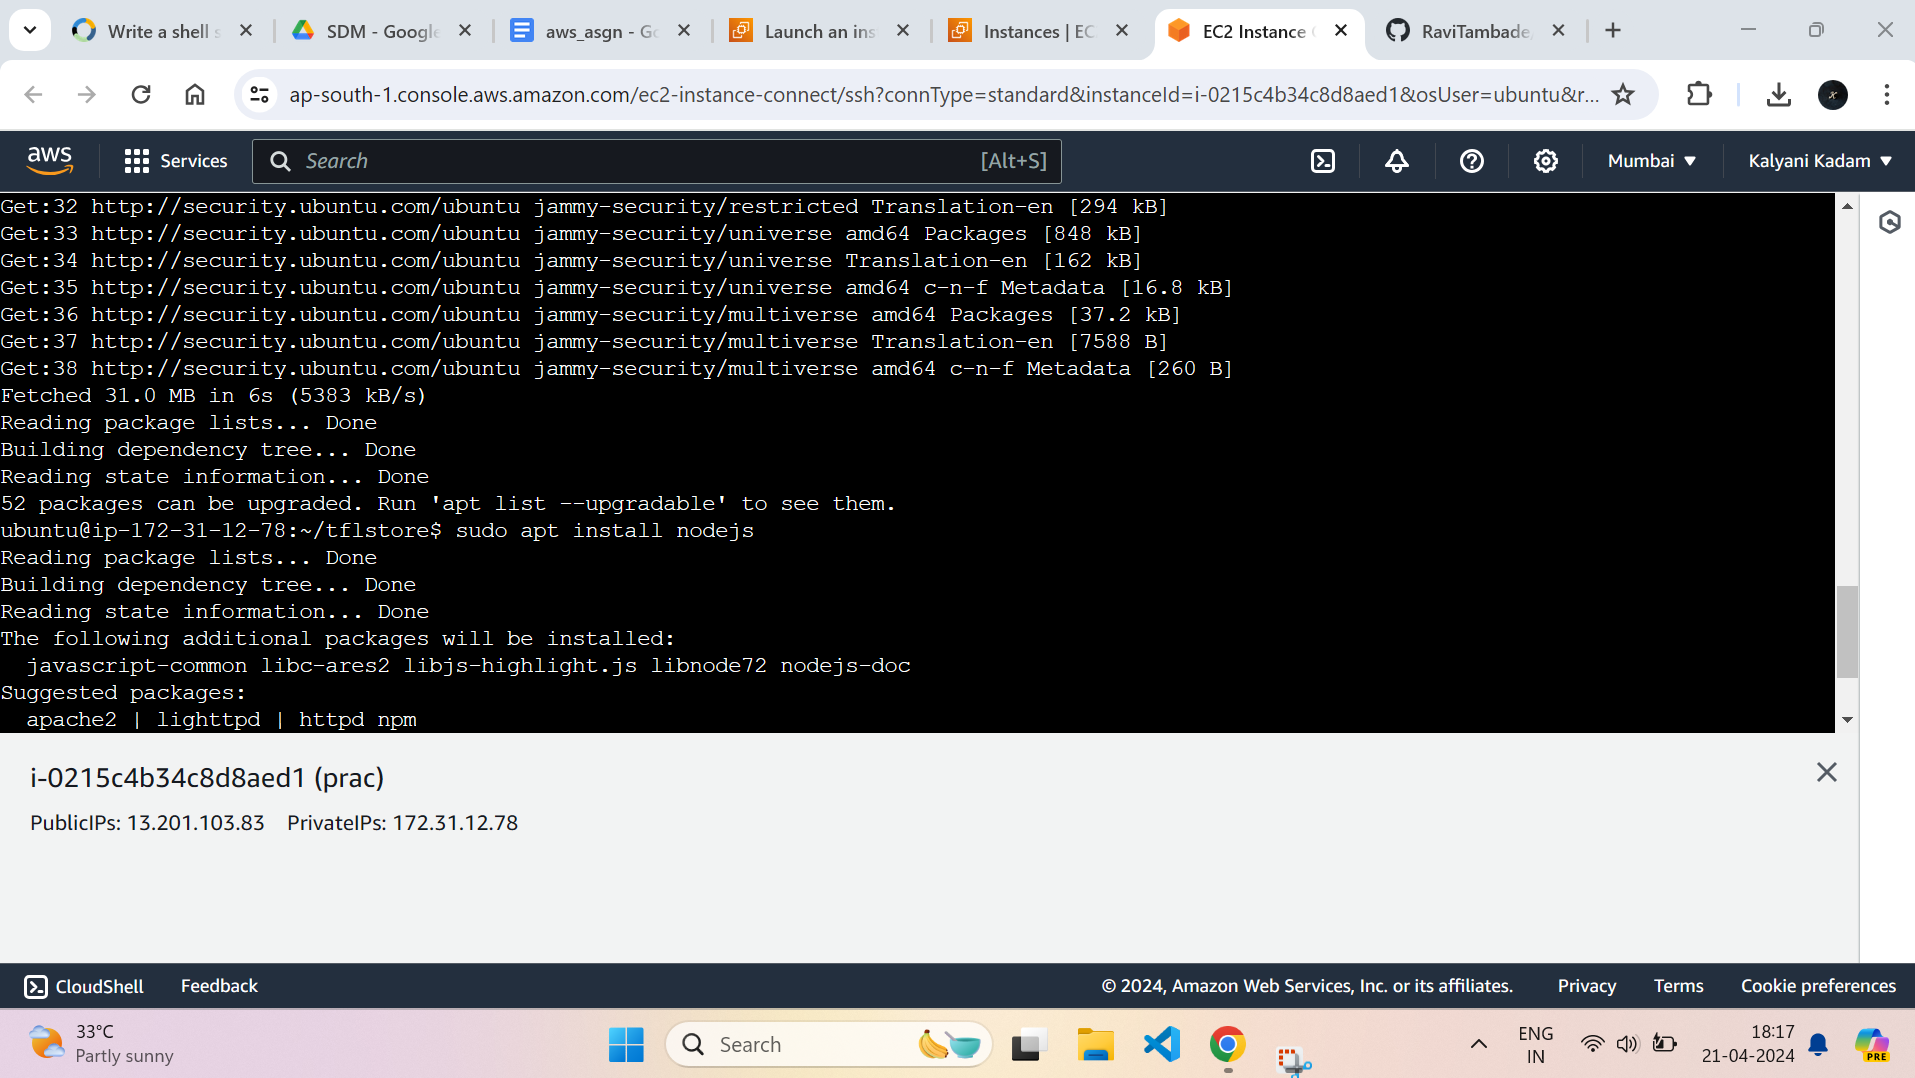 Write a shell s
SDM - Google
aws_asgn - Go
Launch an ins
Instances | EC
EC2 Instance
RaviTambade
ap-south-1.console.aws.amazon.com/ec2-instance-connect/ssh?connType=standard&instanceId=i-0215c4b34c8d8aed1&osUser=ubuntu&r...
aws
Services
Search
[Alt+S]
Mumbai
Kalyani Kadam
Get:32 http://security.ubuntu.com/ubuntu jammy-security/restricted Translation-en [294 kB]
Get:33 http://security.ubuntu.com/ubuntu jammy-security/universe amd64 Packages [848 kB]
Get:34 http://security.ubuntu.com/ubuntu jammy-security/universe Translation-en [162 kB]
Get:35 http://security.ubuntu.com/ubuntu jammy-security/universe amd64 c-n-f Metadata [16.8 kB]
Get:36 http://security.ubuntu.com/ubuntu jammy-security/multiverse amd64 Packages [37.2 kB]
Get:37 http://security.ubuntu.com/ubuntu jammy-security/multiverse Translation-en [7588 B]
Get:38 http://security.ubuntu.com/ubuntu jammy-security/multiverse amd64 c-n-f Metadata [260 B]
Fetched 31.0 MB in 6s (5383 kB/s)
Reading package lists... Done
Building dependency tree... Done
Reading state information... Done
52 packages can be upgraded. Run 'apt list --upgradable' to see them.
ubuntu@ip-172-31-12-78:~/tflstore$ sudo apt install nodejs
Reading package lists... Done
Building dependency tree... Done
Reading state information... Done
The following additional packages will be installed:
  javascript-common libc-ares2 libjs-highlight.js libnode72 nodejs-doc
Suggested packages:
  apache2 | lighttpd | httpd npm
i-0215c4b34c8d8aed1 (prac)
PublicIPs: 13.201.103.83 PrivateIPs: 172.31.12.78
CloudShell
Feedback
© 2024, Amazon Web Services, Inc. or its affiliates.
Privacy
Terms
Cookie preferences
33°C
Partly sunny
Search
ENG
IN
18:17
21-04-2024
PRE